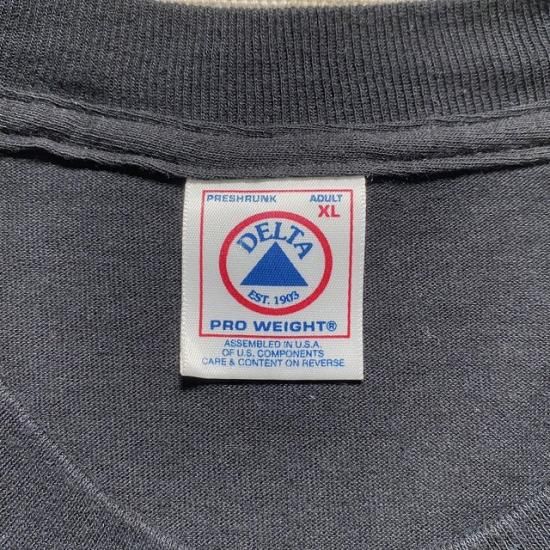 PRESHRUNK ADULT
XL
DELTA
EST. 1903
PRO WEIGHT®
ASSEMBLED IN U.S.A.
OF U.S. COMPONENTS
CARE & CONTENT ON REVERSE